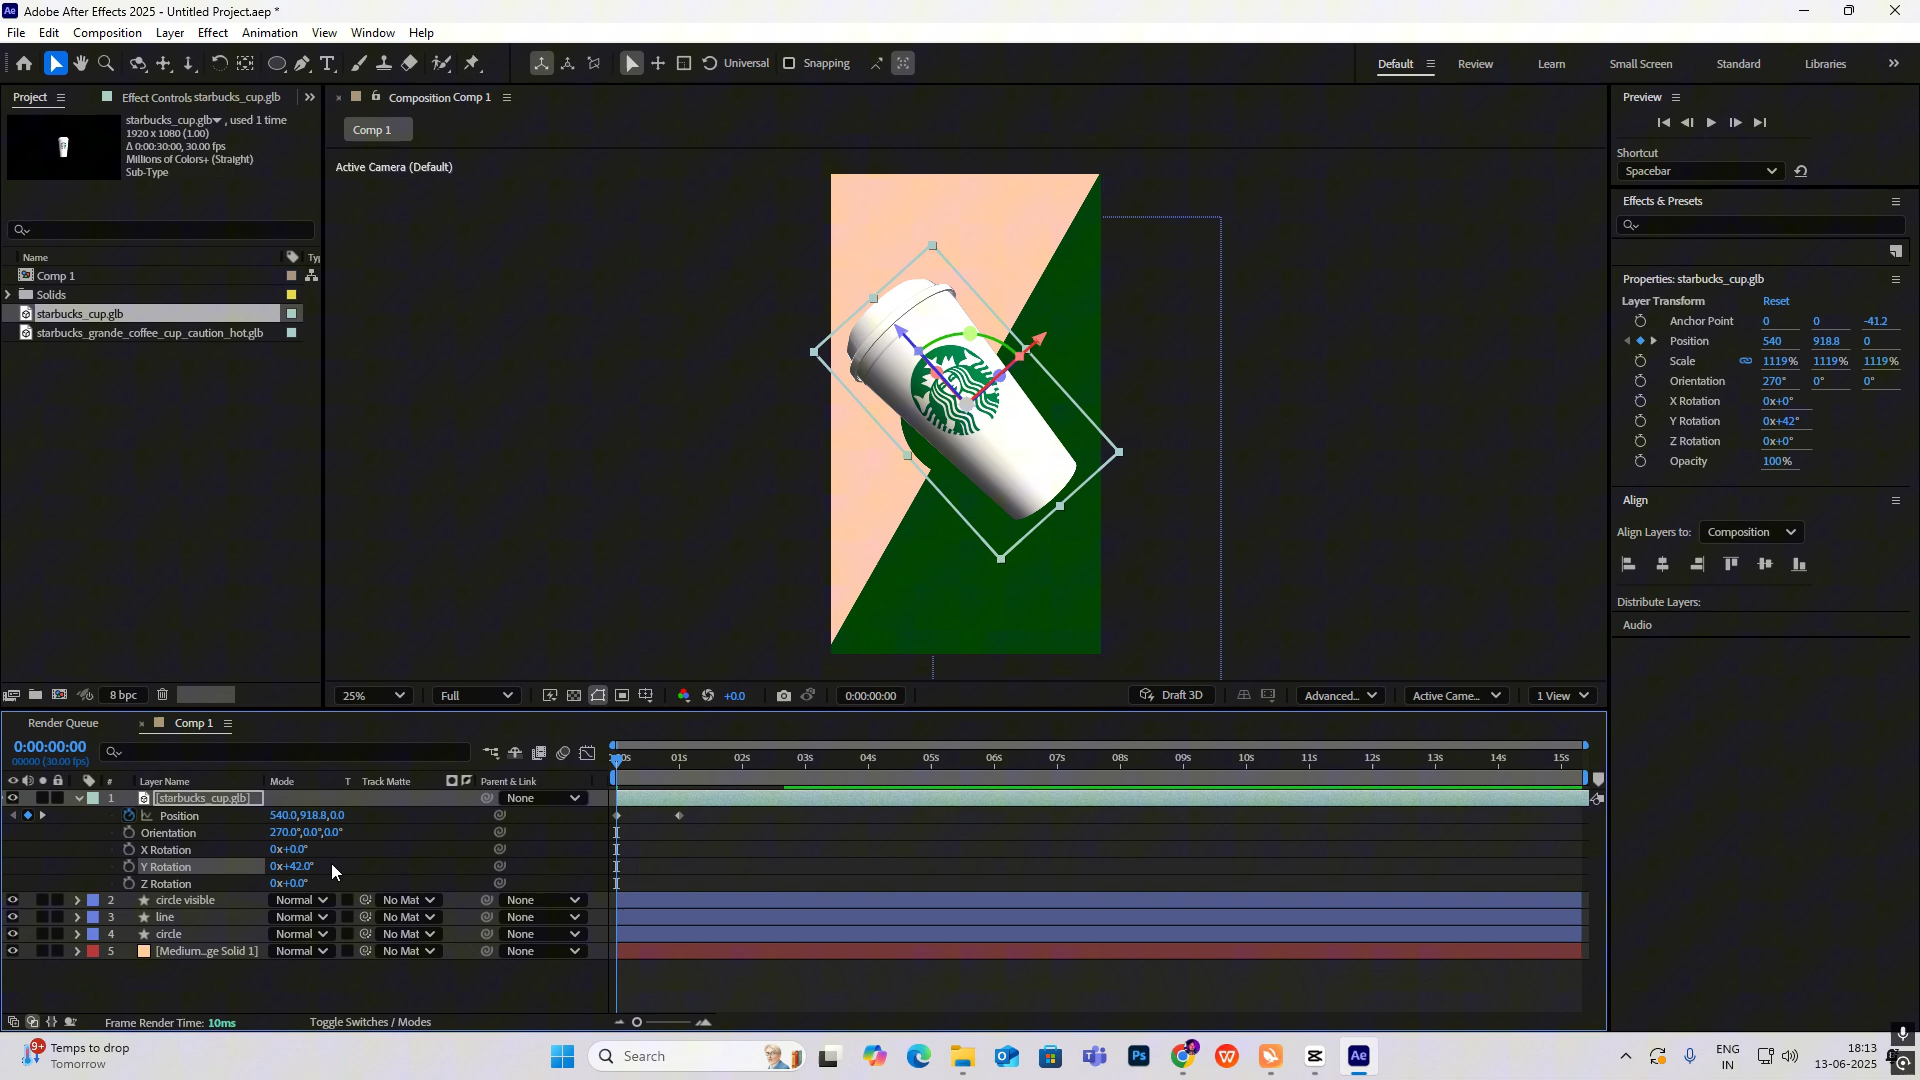 Adobe After Effects 2025 - Untitled Project.aep *
File Edit Composition Layer Effect Animation View Window Help
Universal Snapping Default Review Learn Small Screen Standard Libraries
Project Effect Controls starbucks_cup.glb
starbucks_cup.glb , used 1 time
1920 x 1080 (1.00)
Δ 0:00:30:00, 30.00 fps
Millions of Colors+ (Straight)
Sub-Type
Name Ty
Comp 1
Solids
starbucks_cup.glb
starbucks_grande_coffee_cup_caution_hot.glb
8 bpc
Composition Comp 1
Comp 1
Active Camera (Default)
25% Full +0.0 0:00:00:00 Draft 3D Advanced... Active Came... 1 View
Preview
Shortcut
Spacebar
Effects & Presets
Properties: starbucks_cup.glb
Layer Transform Reset
Anchor Point 0 0 -41.2
Position 540 918.8 0
Scale 1119% 1119% 1119%
Orientation 270° 0° 0°
X Rotation 0x+0°
Y Rotation 0x+42°
Z Rotation 0x+0°
Opacity 100%
Align
Align Layers to: Composition
Distribute Layers:
Audio
Render Queue Comp 1
0:00:00:00
00000 (30.00 fps)
# Layer Name Mode T Track Matte Parent & Link
01s 02s 03s 04s 05s 06s 07s 08s 09s 10s 11s 12s 13s 14s 15s
1 [starbucks_cup.glb] None
Position 540.0,918.8,0.0
Orientation 270.0°,0.0°,0.0°
X Rotation 0x+0.0°
Y Rotation 0x+42.0°
Z Rotation 0x+0.0°
2 circle visible Normal No Mat None
3 line Normal No Mat None
4 circle Normal No Mat None
5 [Medium...ge Solid 1] Normal No Mat None
Frame Render Time: 10ms Toggle Switches / Modes
9+ Temps to drop
Tomorrow
Search
ENG
IN
18:13
13-06-2025